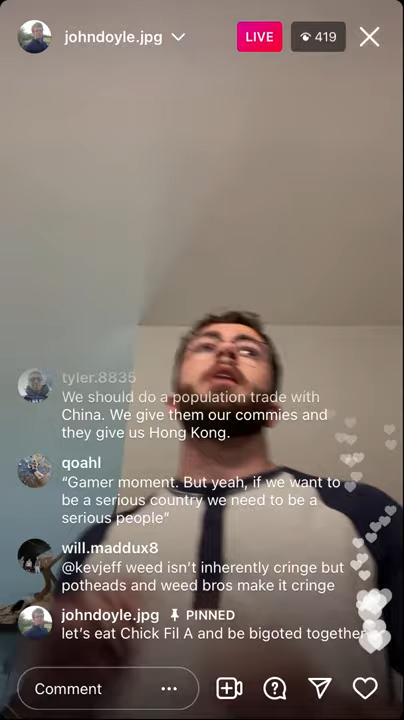 johndoyle.jpg
LIVE
419
tyler.8835
We should do a population trade with
China. We give them our commies and
they give us Hong Kong.
qoahl
“Gamer moment. But yeah, if we want to
be a serious country we need to be a
serious people”
will.maddux8
@kevjeff weed isn’t inherently cringe but
potheads and weed bros make it cringe
johndoyle.jpg PINNED
let’s eat Chick Fil A and be bigoted together
Comment